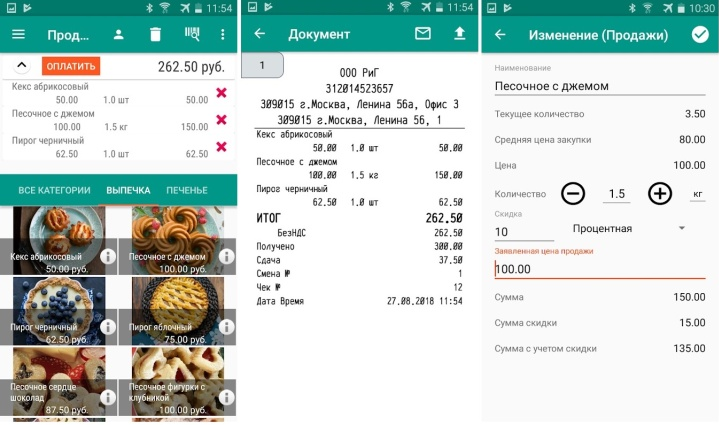 11:54
Прод...
ОПЛАТИТЬ 262.50 руб.
Кекс абрикосовый
50.00 1.0 шт 50.00
Песочное с джемом
100.00 1.5 кг 150.00
Пирог черничный
62.50 1.0 шт 62.50
ВСЕ КАТЕГОРИИ ВЫПЕЧКА ПЕЧЕНЬЕ
Кекс абрикосовый
50.00 руб.
Песочное с джемом
100.00 руб.
Пирог черничный
62.50 руб.
Пирог яблочный
75.00 руб.
Песочное сердце
шоколад
87.50 руб.
Песочное фигурки с
клубникой
100.00 руб.
11:54
Документ
1
ООО РиГ
312014523657
309015 г.Москва, Ленина 56а, Офис 3
309015 г.Москва, Ленина 56, 1
Кекс абрикосовый
50.00 1.0 шт 50.00
Песочное с джемом
100.00 1.5 кг 150.00
Пирог черничный
62.50 1.0 шт 62.50
ИТОГ 262.50
БезНДС 262.50
Получено 300.00
Сдача 37.50
Смена № 1
Чек № 12
Дата Время 27.08.2018 11:54
10:30
Изменение (Продажи)
Наименование
Песочное с джемом
Текущее количество 3.50
Средняя цена закупки 80.00
Цена 100.00
Количество 1.5 кг
Скидка
10 Процентная
Заявленная цена продажи
100.00
Сумма 150.00
Сумма скидки 15.00
Сумма с учетом скидки 135.00